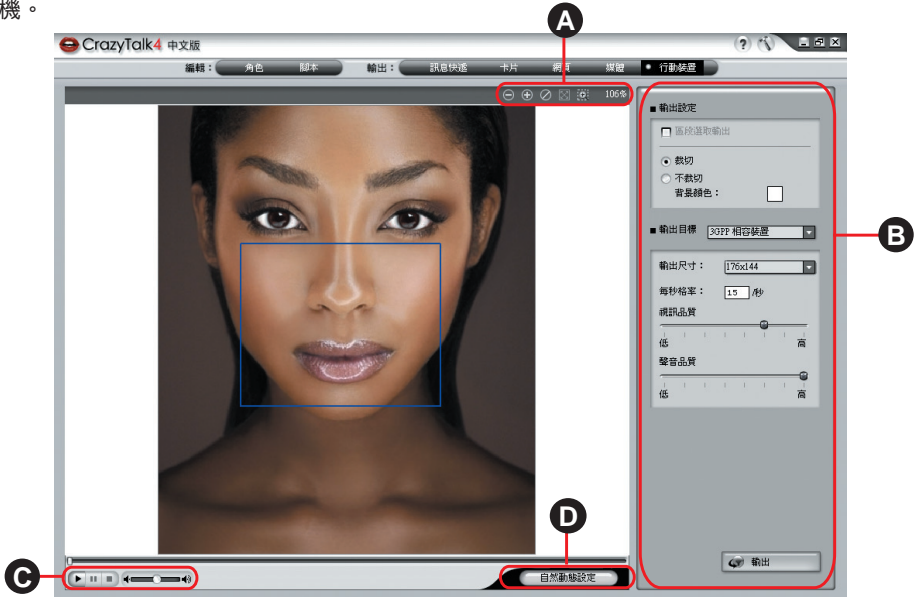 機。
A
CrazyTalk4 中文版
編輯： 角色 腳本 輸出： 訊息快遞 卡片 網頁 媒體 行動裝置
106%
輸出設定
區段選取輸出
裁切
不裁切
背景顏色：
B
輸出目標 3GPP 相容裝置
輸出尺寸： 176x144
每秒格率： 15 /秒
視訊品質
低 高
聲音品質
低 高
D
輸出
C
自然動態設定